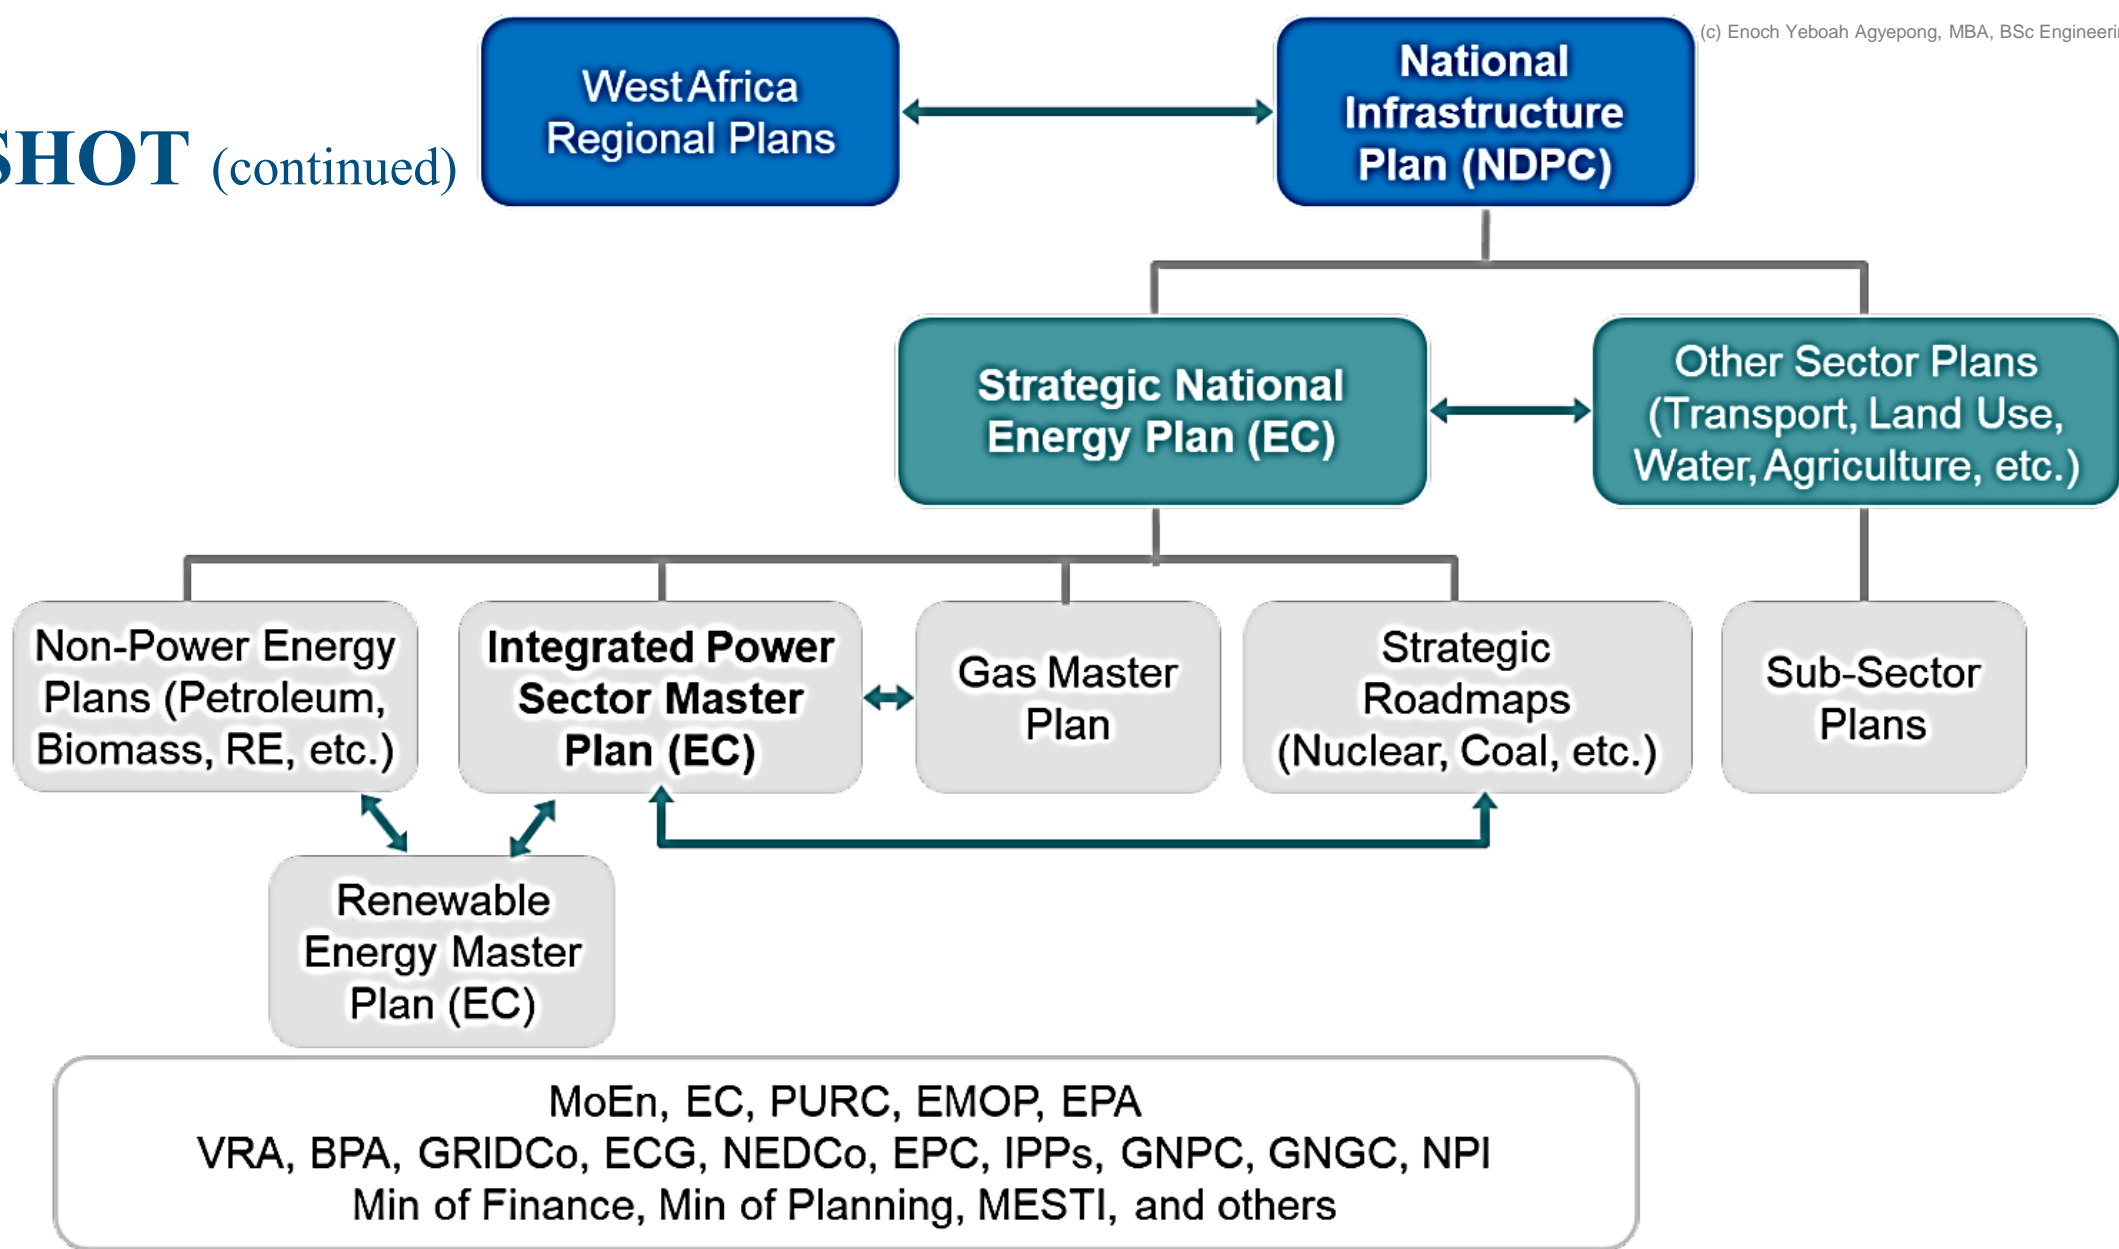 (c) Enoch Yeboah Agyepong, MBA, BSc
SHOT (continued)
West Africa
Regional Plans
National
Infrastructure
Plan (NDPC)
Strategic National
Energy Plan (EC)
Other Sector Plans
(Transport, Land Use,
Water, Agriculture, etc.)
Non-Power Energy
Plans (Petroleum,
Biomass, RE, etc.)
Integrated Power
Sector Master
Plan (EC)
Gas Master
Plan
Strategic
Roadmaps
(Nuclear, Coal, etc.)
Sub-Sector
Plans
Renewable
Energy Master
Plan (EC)
MoEn, EC, PURC, EMOP, EPA
VRA, BPA, GRIDCo, ECG, NEDCo, EPC, IPPs, GNPC, GNGC, NPI
Min of Finance, Min of Planning, MESTI, and others